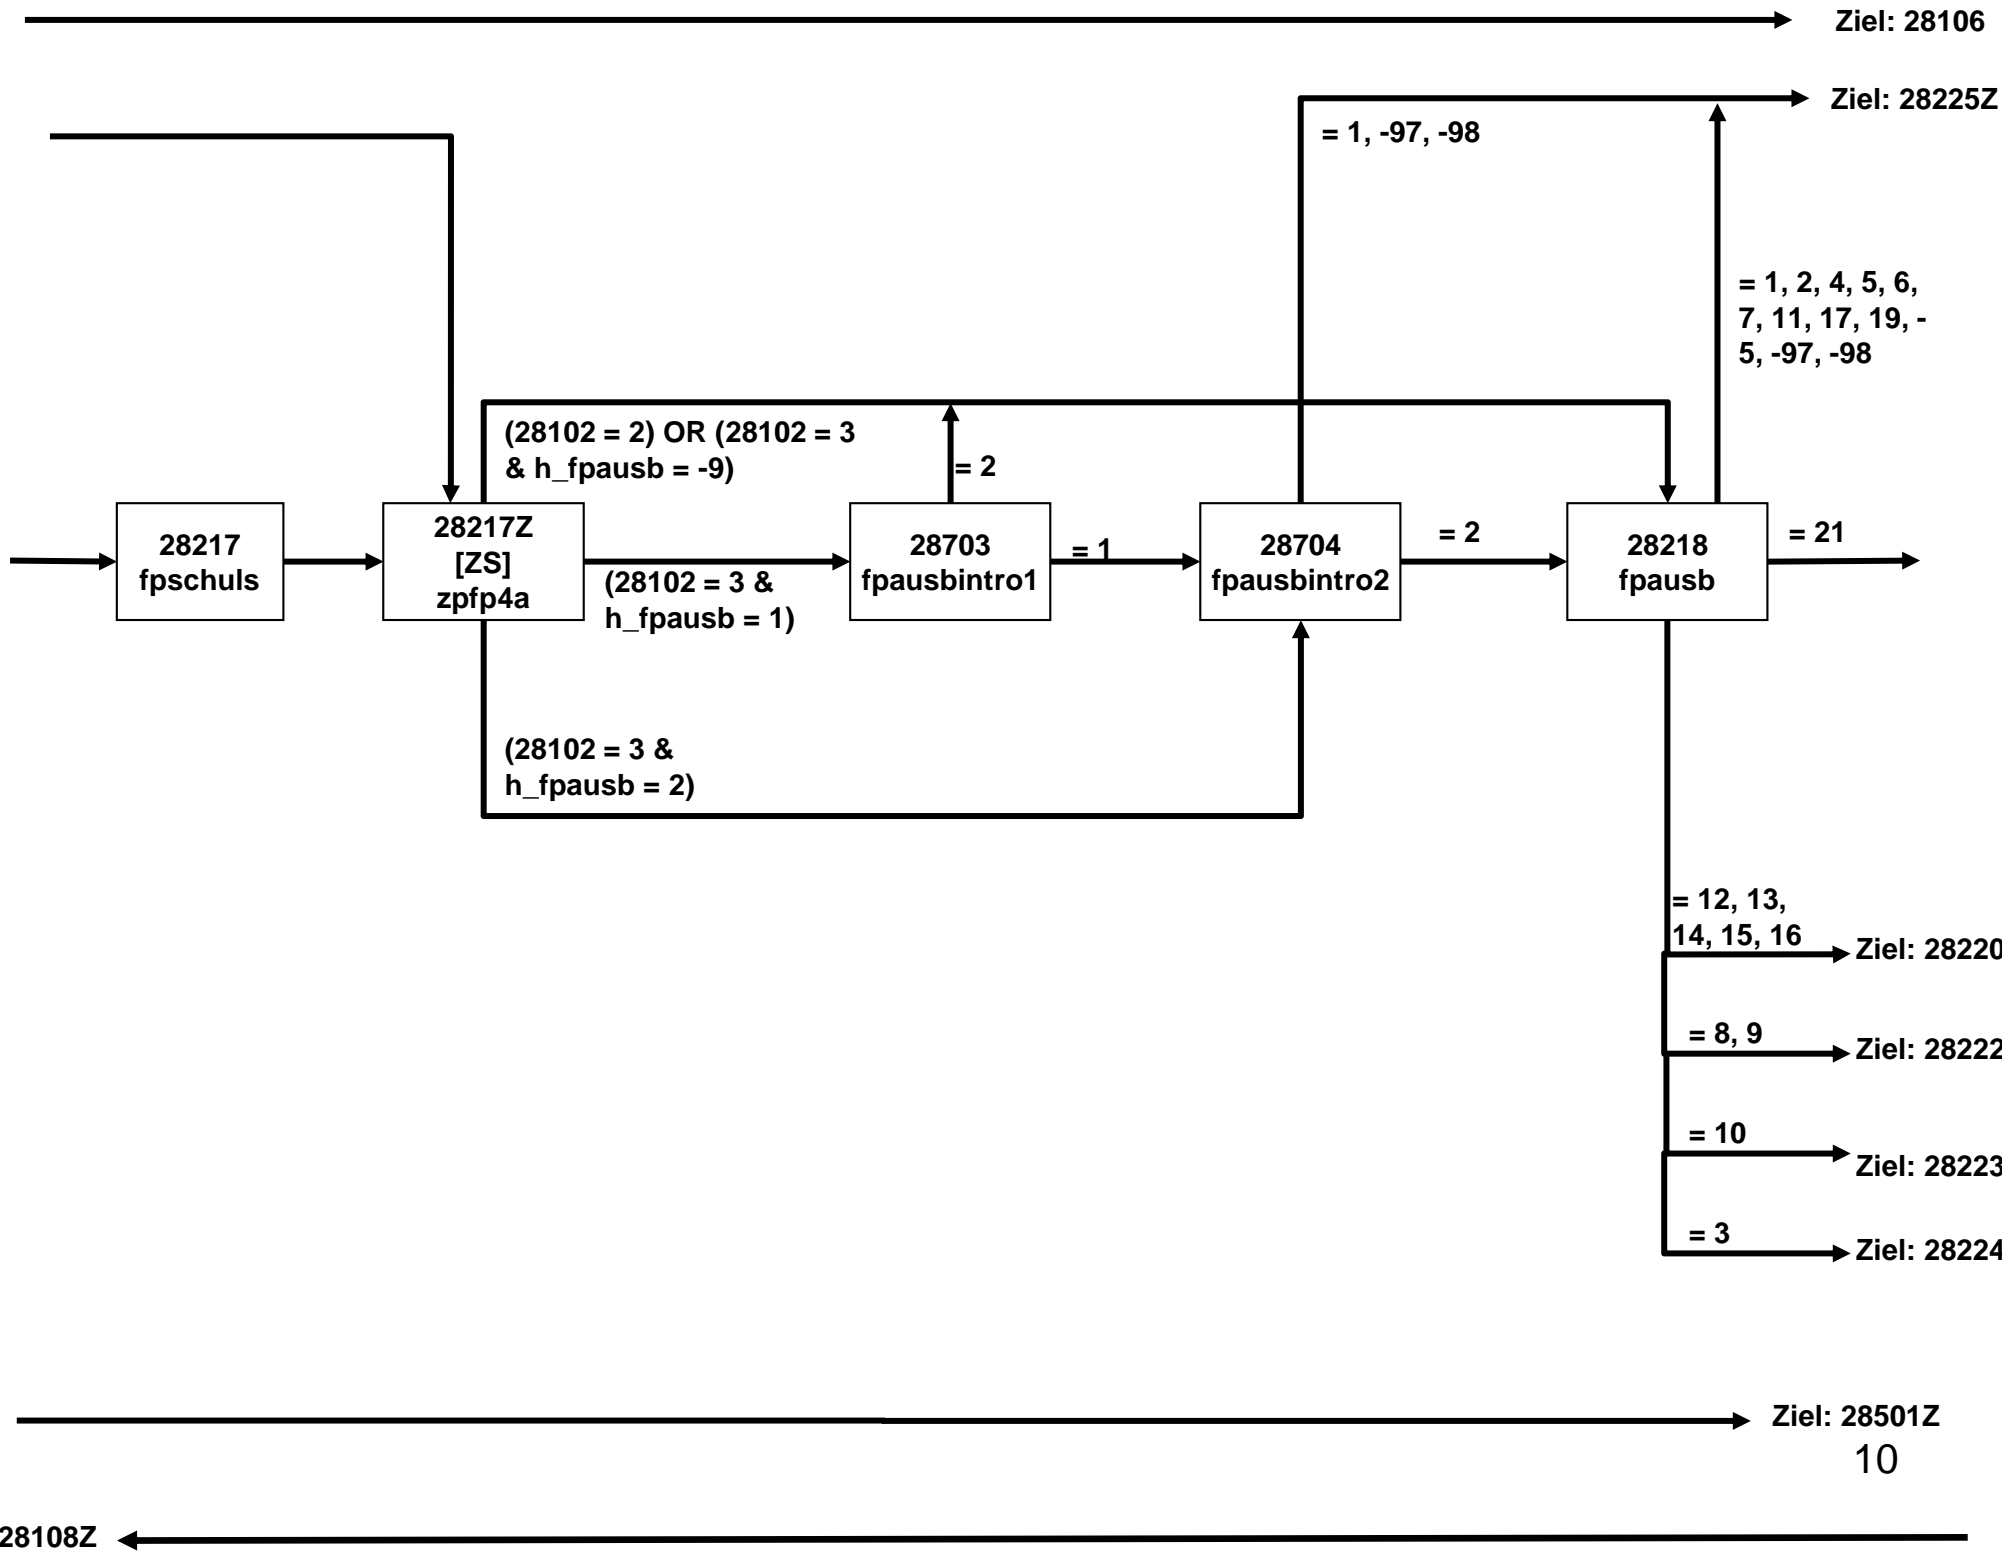 Ziel: 28106
Ziel: 28225Z
= 1, -97, -98
= 1, 2, 4, 5, 6,
7, 11, 17, 19, -
5, -97, -98
(28102 = 2) OR (28102 = 3
& h_fpausb = -9)
= 2
28217
fpschuls
28217Z
[ZS]
zpfp4a
(28102 = 3 &
h_fpausb = 1)
28703
fpausbintro1
= 1
28704
fpausbintro2
= 2
28218
fpausb
= 21
(28102 = 3 &
h_fpausb = 2)
= 12, 13,
14, 15, 16
Ziel: 28220
= 8, 9
Ziel: 28222
= 10
Ziel: 28223
= 3
Ziel: 28224
Ziel: 28501Z
10
28108Z